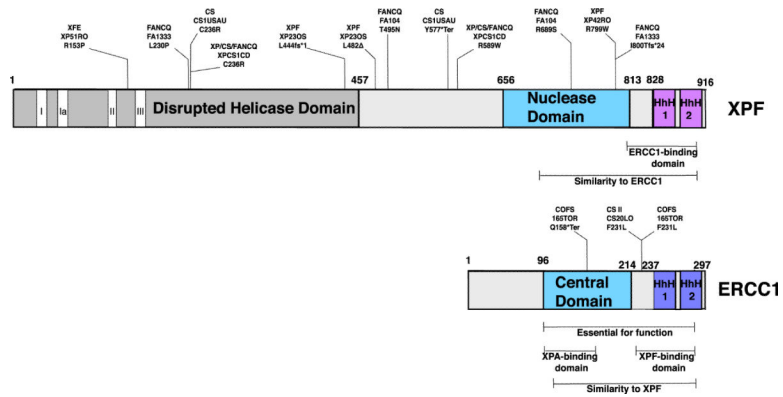 XFE
XP51RO
R153P
FANCQ
FA1333
L230P
CS
CS1USAU
C236R
XP/CS/FANCQ
XPCS1CD
C236R
XPF
XP23OS
L444fs*1
XPF
XP23OS
L482Δ
FANCQ
FA104
T495N
CS
CS1USAU
Y577*Ter
XP/CS/FANCQ
XPCS1CD
R589W
FANCQ
FA104
R689S
XPF
XP42RO
R799W
FANCQ
FA1333
I800Tfs*24
1 457 656 813 828 916
I Ia II III
Disrupted Helicase Domain
Nuclease
Domain
HhH
1
HhH
2
XPF
ERCC1-binding
domain
Similarity to ERCC1
COFS
165TOR
Q158*Ter
CS II
CS20LO
F231L
COFS
165TOR
F231L
1 96 214 237 297
Central
Domain
HhH
1
HhH
2
ERCC1
Essential for function
XPA-binding
domain
XPF-binding
domain
Similarity to XPF